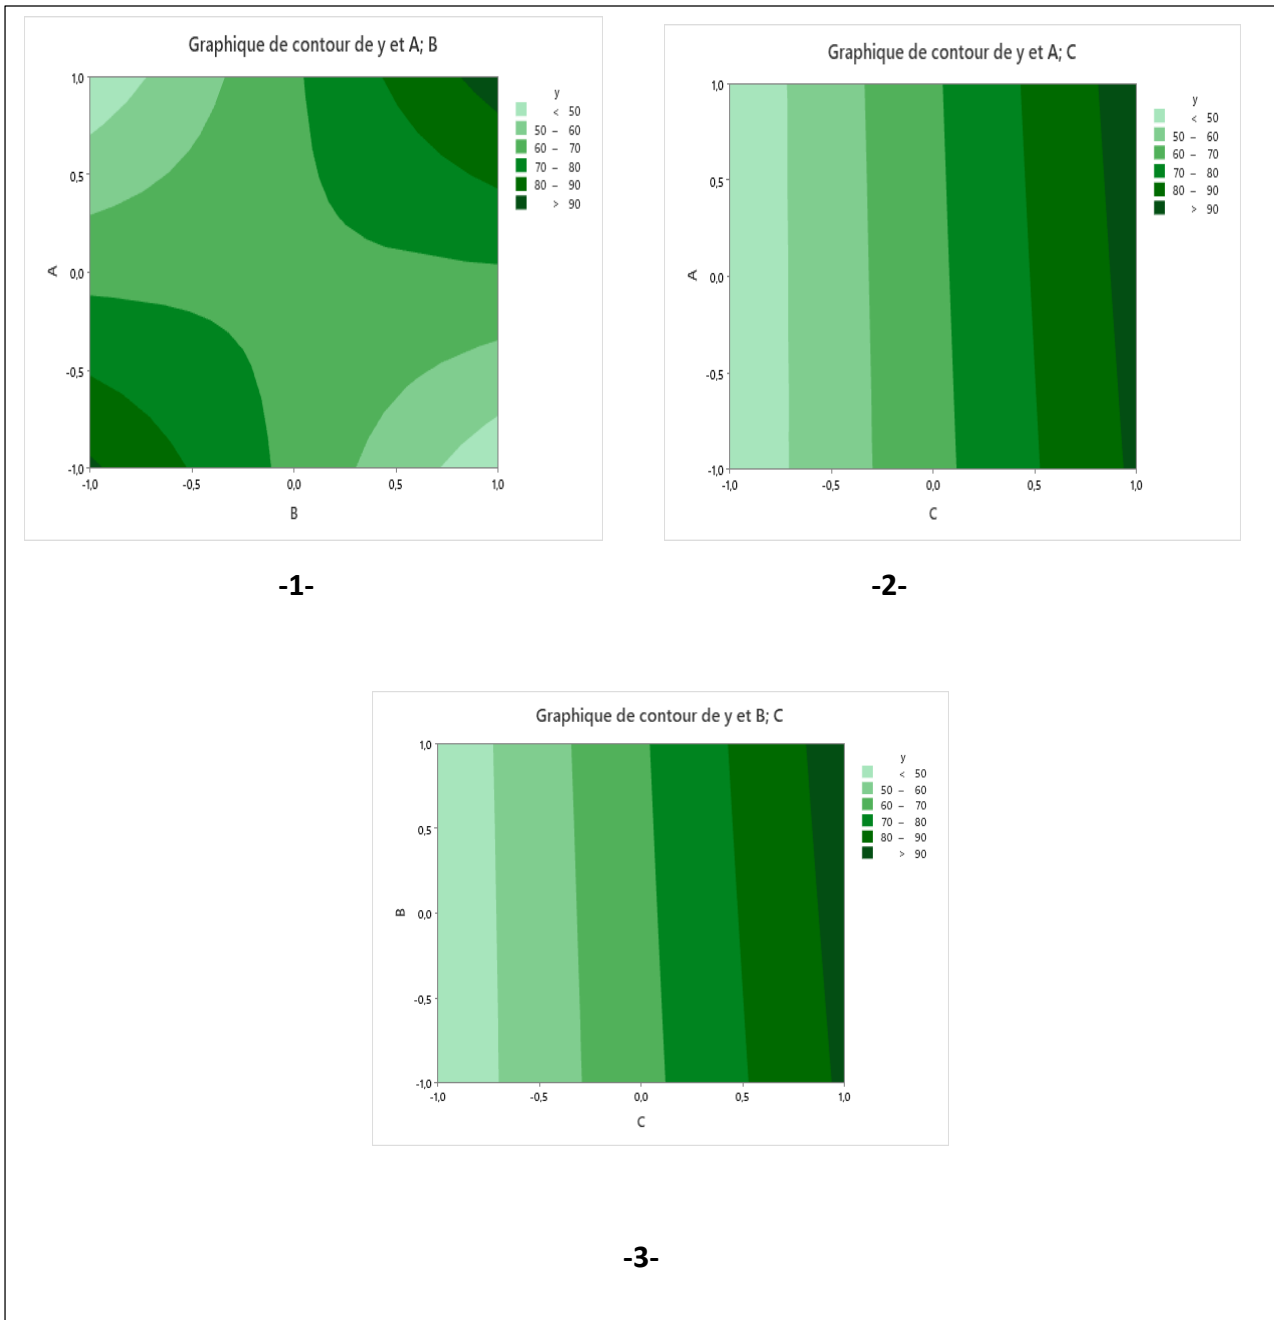 Graphique de contour de y et A; B
y
< 50
50 – 60
60 – 70
70 – 80
80 – 90
> 90
1,0
0,5
0,0
-0,5
-1,0
A
-1,0 -0,5 0,0 0,5 1,0
B
-1-
Graphique de contour de y et A; C
y
< 50
50 – 60
60 – 70
70 – 80
80 – 90
> 90
1,0
0,5
0,0
-0,5
-1,0
A
-1,0 -0,5 0,0 0,5 1,0
C
-2-
Graphique de contour de y et B; C
y
< 50
50 – 60
60 – 70
70 – 80
80 – 90
> 90
1,0
0,5
0,0
-0,5
-1,0
B
-1,0 -0,5 0,0 0,5 1,0
C
-3-